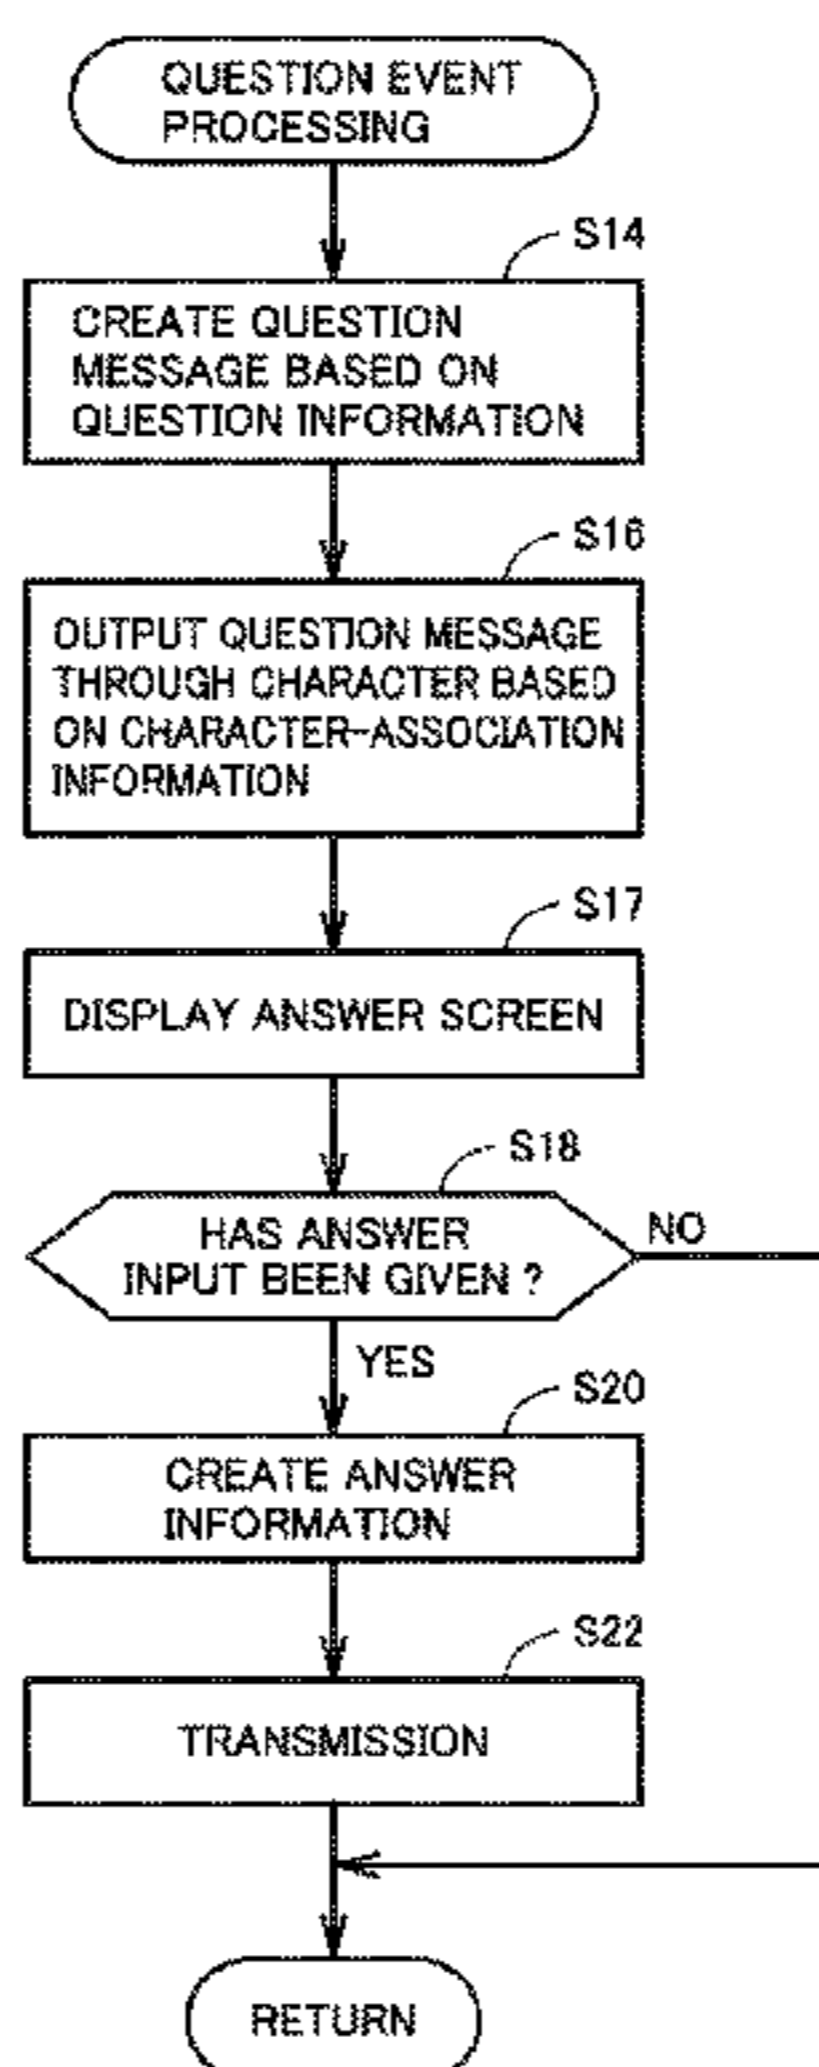 QUESTION EVENT
PROCESSING
S14
CREATE QUESTION
MESSAGE BASED ON
QUESTION INFORMATION
S16
OUTPUT QUESTION MESSAGE
THROUGH CHARACTER BASED
ON CHARACTER-ASSOCIATION
INFORMATION
S17
DISPLAY ANSWER SCREEN
S18
HAS ANSWER
INPUT BEEN GIVEN ?
NO
YES
S20
CREATE ANSWER
INFORMATION
S22
TRANSMISSION
RETURN